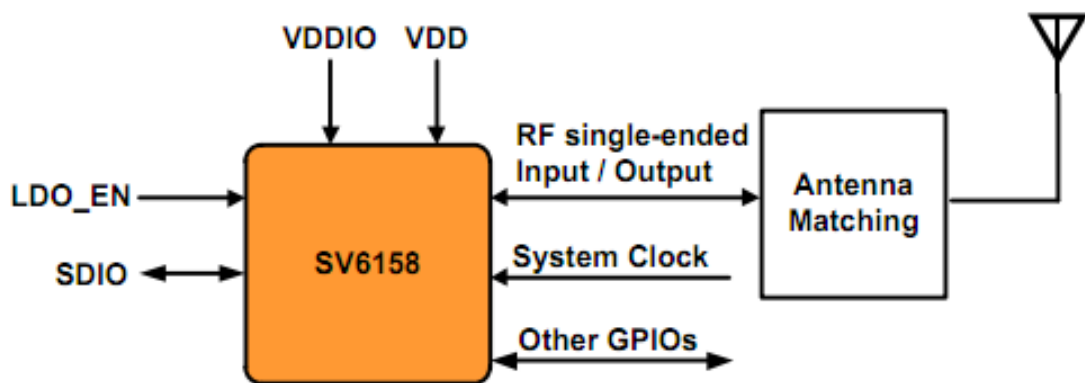 VDDIO VDD
RF single-ended
Input / Output
LDO_EN
Antenna
Matching
SV6158
SDIO
System Clock
Other GPIOs